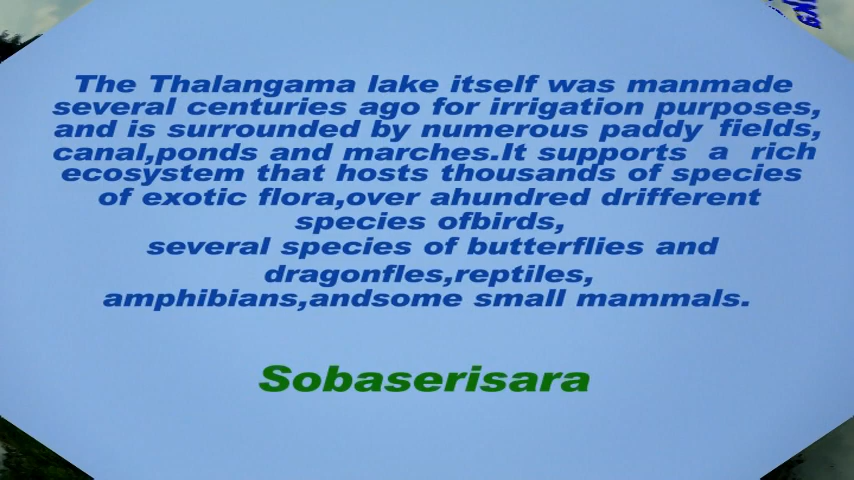 The Thalangama lake itself was manmade
several centuries ago for irrigation purposes,
and is surrounded by numerous paddy fields,
canal,ponds and marches.It supports a rich
ecosystem that hosts thousands of species
of exotic flora,over ahundred drifferent
species ofbirds,
several species of butterflies and
dragonfles,reptiles,
amphibians,andsome small mammals.
Sobaserisara